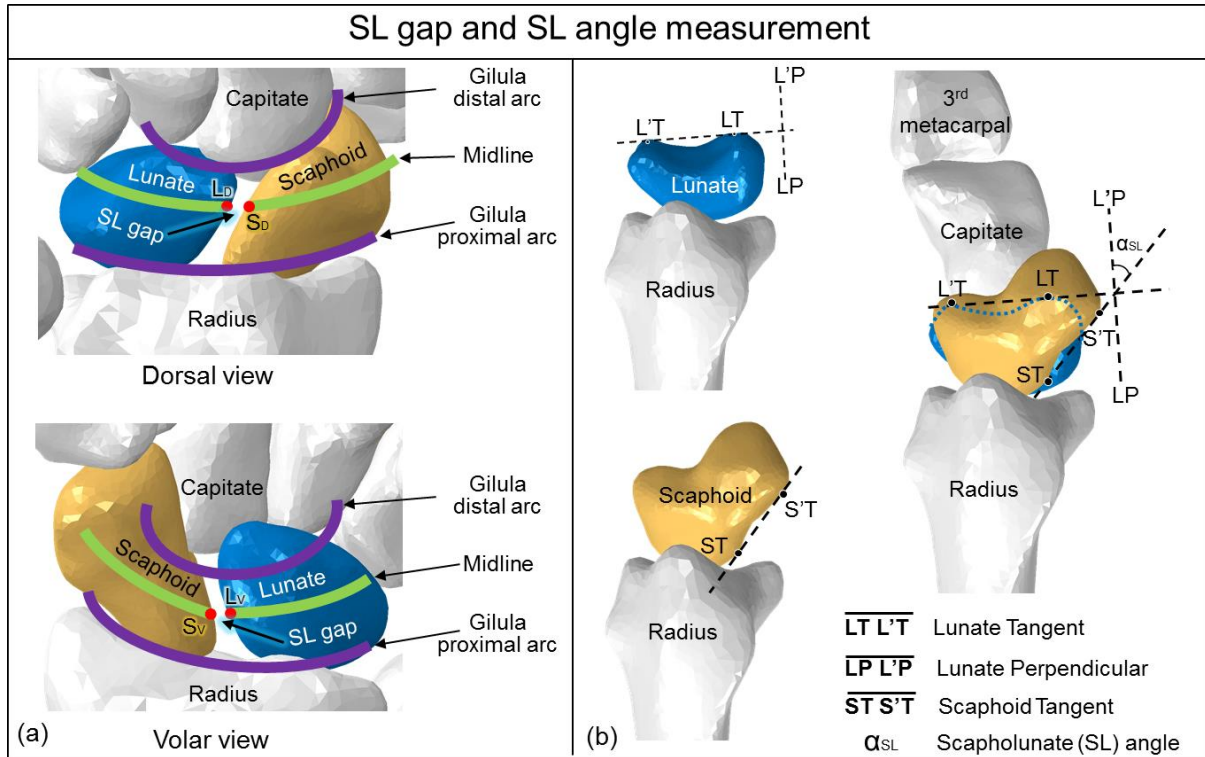 SL gap and SL angle measurement
Capitate
Gilula
distal arc
Midline
Lunate
Scaphoid
LD
SD
SL gap
Gilula
proximal arc
Radius
Dorsal view
Capitate
Gilula
distal arc
Scaphoid
Lunate
Midline
LV
SV
SL gap
Gilula
proximal arc
Radius
(a)
Volar view
L'P
L'T
LT
Lunate
LP
Radius
Scaphoid
S'T
ST
Radius
3rd
metacarpal
Capitate
L'P
αSL
L'T
LT
S'T
ST
LP
Radius
LT L'T Lunate Tangent
LP L'P Lunate Perpendicular
ST S'T Scaphoid Tangent
αSL Scapholunate (SL) angle
(b)